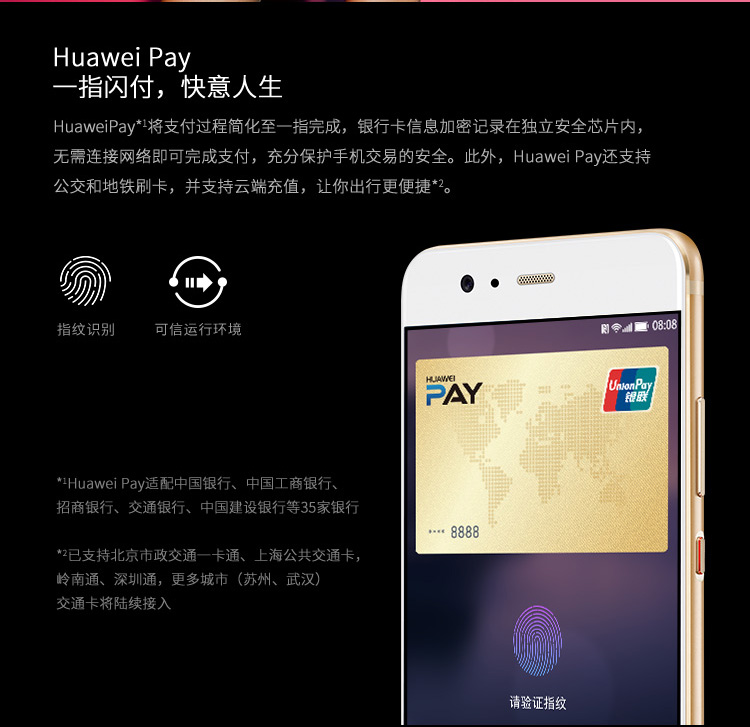 Huawei Pay
一指闪付，快意人生
HuaweiPay*¹将支付过程简化至一指完成，银行卡信息加密记录在独立安全芯片内，
无需连接网络即可完成支付，充分保护手机交易的安全。此外，Huawei Pay还支持
公交和地铁刷卡，并支持云端充值，让你出行更便捷*²。
指纹识别
可信运行环境
08:08
HUAWEI
PAY
UnionPay
银联
**** 8888
*¹Huawei Pay适配中国银行、中国工商银行、
招商银行、交通银行、中国建设银行等35家银行
*²已支持北京市政交通一卡通、上海公共交通卡，
岭南通、深圳通，更多城市（苏州、武汉）
交通卡将陆续接入
请验证指纹